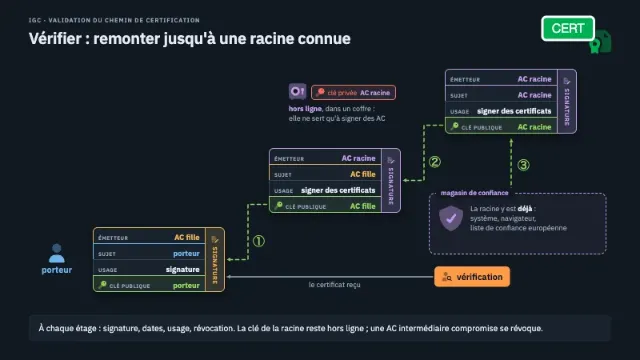 IGC · VALIDATION DU CHEMIN DE CERTIFICATION
Vérifier : remonter jusqu'à une racine connue
CERT
clé privée AC racine
hors ligne, dans un coffre :
elle ne sert qu'à signer des AC
ÉMETTEUR AC racine
SUJET AC racine
USAGE signer des certificats
CLÉ PUBLIQUE AC racine
SIGNATURE
②
③
ÉMETTEUR AC racine
SUJET AC fille
USAGE signer des certificats
CLÉ PUBLIQUE AC fille
SIGNATURE
magasin de confiance
La racine y est déjà :
système, navigateur,
liste de confiance européenne
①
ÉMETTEUR AC fille
SUJET porteur
USAGE signature
CLÉ PUBLIQUE porteur
SIGNATURE
porteur
vérification
le certificat reçu
À chaque étage : signature, dates, usage, révocation. La clé de la racine reste hors ligne ; une AC intermédiaire compromise se révoque.